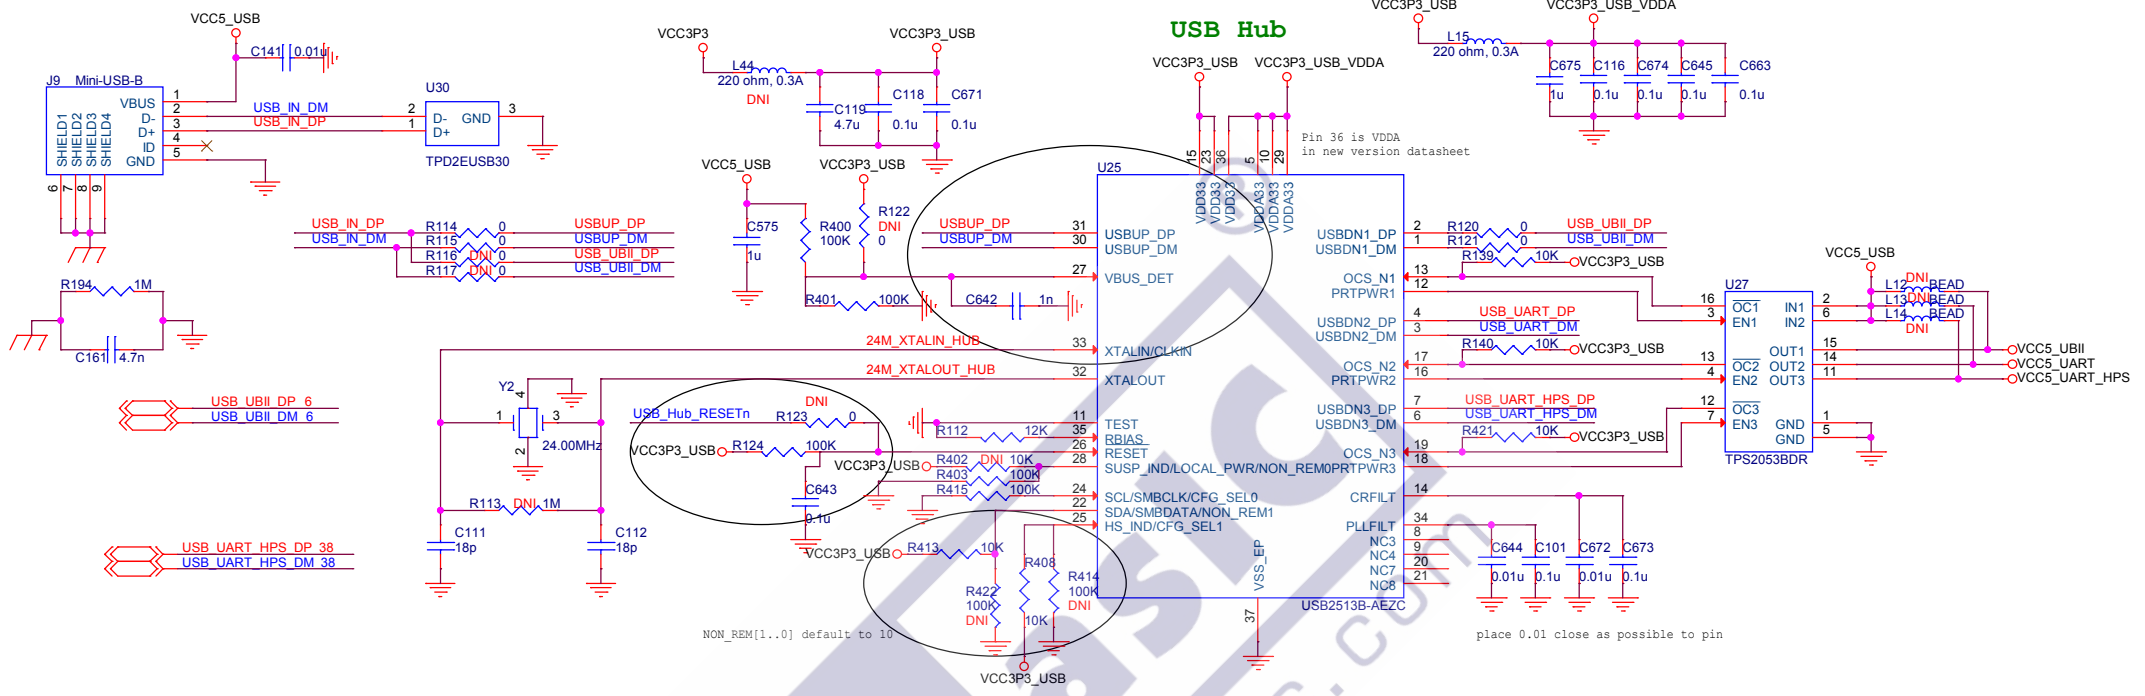 USB Hub
VCC5_USB
C141 0.01u
J9 Mini-USB-B
VBUS 1
D- 2
D+ 3
ID 4
GND 5
SHIELD1
SHIELD2
SHIELD3
SHIELD4
6
7
8
9
USB_IN_DM
USB_IN_DP
U30
2 D-
1 D+
GND 3
TPD2EUSB30
VCC3P3
VCC3P3_USB
L44
220 ohm, 0.3A
DNI
C119
4.7u
C118
0.1u
C671
0.1u
VCC3P3_USB
VCC3P3_USB_VDDA
VCC3P3_USB
VCC3P3_USB_VDDA
L15
220 ohm, 0.3A
C675
1u
C116
0.1u
C674
0.1u
C645
0.1u
C663
0.1u
Pin 36 is VDDA
in new version datasheet
USB_IN_DP R114 0 USBUP_DP
USB_IN_DM R115 0 USBUP_DM
R116 DNI 0 USB_UBII_DP
R117 DNI 0 USB_UBII_DM
R194 1M
C161 4.7n
VCC5_USB
C575
1u
R400
100K
VCC3P3_USB
R122
DNI
0
R401 100K
C642 1n
USBUP_DP
USBUP_DM
24M_XTALIN_HUB
24M_XTALOUT_HUB
Y2
4
1
3
2
24.00MHz
R113 DNI 1M
C111
18p
C112
18p
USB_UBII_DP 6
USB_UBII_DM 6
USB_UART_HPS_DP 38
USB_UART_HPS_DM 38
USB_Hub_RESETn R123 DNI 0
VCC3P3_USB R124 100K
C643
0.1u
R112 12K
VCC3P3_USB R402 DNI 10K
R403 100K
R415 100K
VCC3P3_USB R413 10K
R422
100K
DNI
R408
10K
R414
100K
DNI
VCC3P3_USB
NON_REM[1..0] default to 10
U25
15 VDD33
23 VDD33
36 VDD33
5 VDDA33
10 VDDA33
29 VDDA33
31 USBUP_DP
30 USBUP_DM
27 VBUS_DET
33 XTALIN/CLKIN
32 XTALOUT
11 TEST
35 RBIAS
26 RESET
28 SUSP_IND/LOCAL_PWR/NON_REM0
24 SCL/SMBCLK/CFG_SEL0
22 SDA/SMBDATA/NON_REM1
25 HS_IND/CFG_SEL1
VSS_EP
37
USBDN1_DP 2
USBDN1_DM 1
OCS_N1 13
PRTPWR1 12
USBDN2_DP 4
USBDN2_DM 3
OCS_N2 17
PRTPWR2 16
USBDN3_DP 7
USBDN3_DM 6
OCS_N3 19
PRTPWR3 18
CRFILT 14
PLLFILT 34
NC3 8
NC4 9
NC7 20
NC8 21
USB2513B-AEZC
R120 0 USB_UBII_DP
R121 0 USB_UBII_DM
R139 10K VCC3P3_USB
USB_UART_DP
USB_UART_DM
R140 10K VCC3P3_USB
USB_UART_HPS_DP
USB_UART_HPS_DM
R421 10K VCC3P3_USB
C644
0.01u
C101
0.1u
C672
0.01u
C673
0.1u
place 0.01 close as possible to pin
U27
16 OC1
3 EN1
13 OC2
4 EN2
12 OC3
7 EN3
IN1 2
IN2 6
OUT1 15
OUT2 14
OUT3 11
GND 1
GND 5
TPS2053BDR
VCC5_USB
DNI
L12 BEAD
DNI
L13 BEAD
L14 BEAD
DNI
VCC5_UBII
VCC5_UART
VCC5_UART_HPS
asic
.com
®